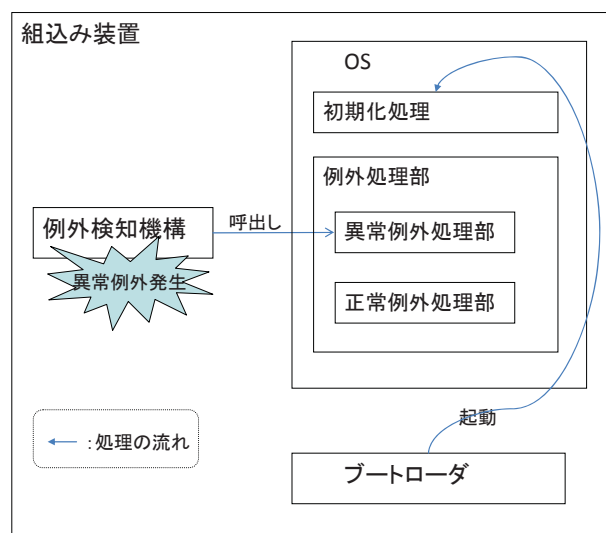 組込み装置
OS
初期化処理
例外処理部
例外検知機構
呼出し
異常例外処理部
異常例外発生
正常例外処理部
起動
:処理の流れ
ブートローダ